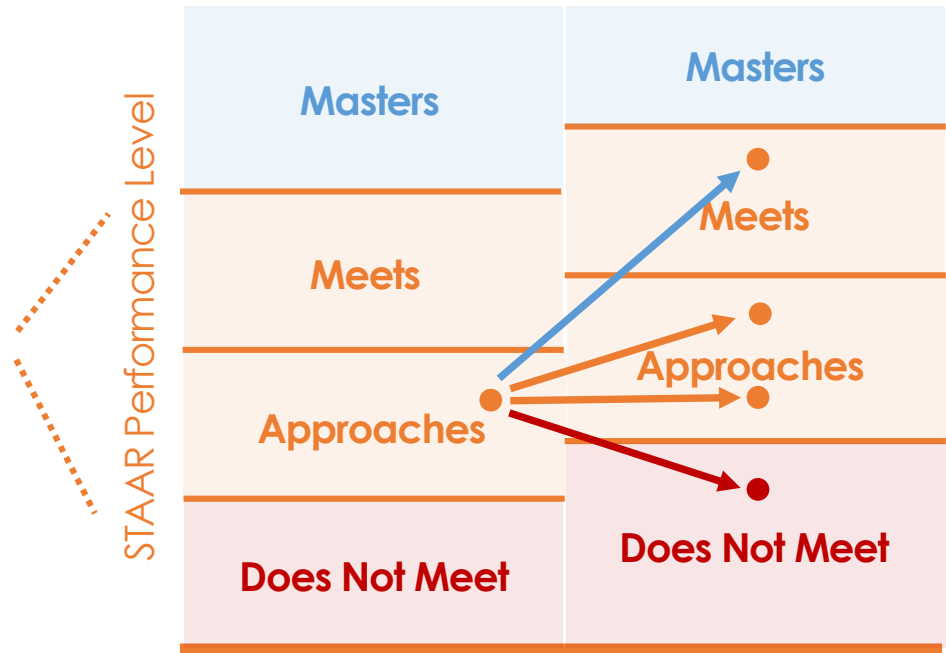 STAAR Performance Level
Masters
Meets
Approaches
Does Not Meet
Masters
Meets
Approaches
Does Not Meet